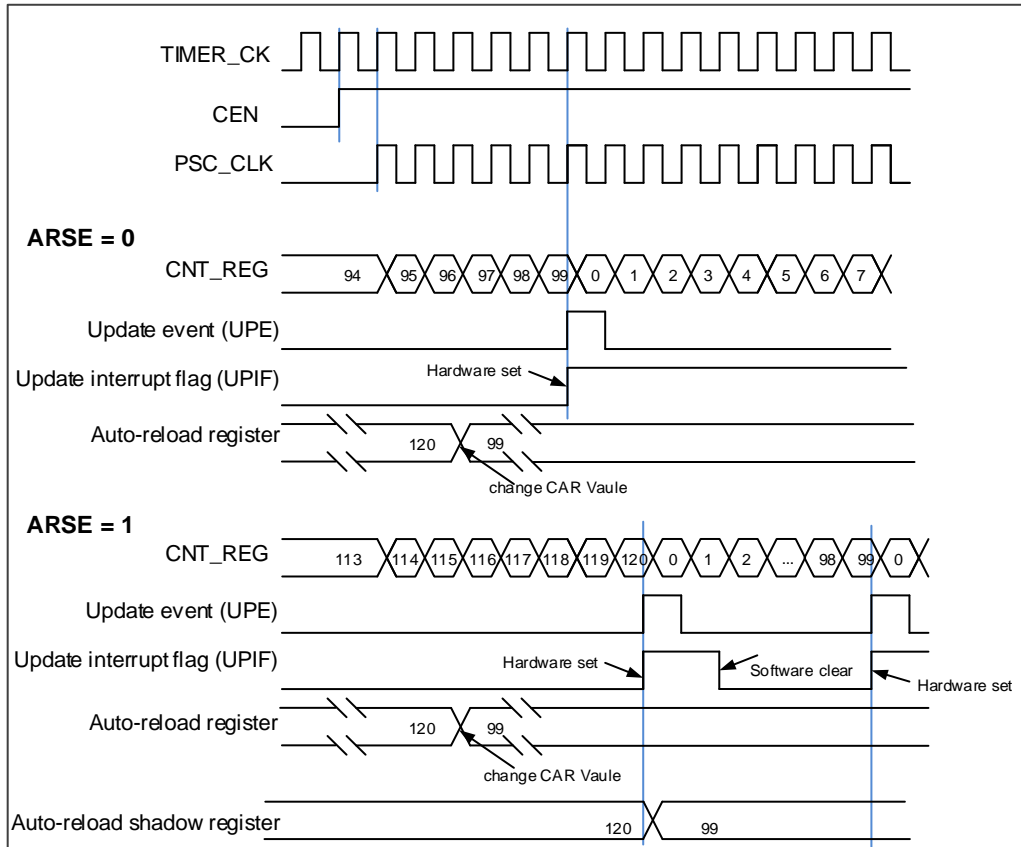 TIMER_CK
CEN
PSC_CLK
ARSE = 0
CNT_REG 94 95 96 97 98 99 0 1 2 3 4 5 6 7
Update event (UPE)
Update interrupt flag (UPIF) Hardware set
Auto-reload register 120 99
change CAR Vaule
ARSE = 1
CNT_REG 113 114 115 116 117 118 119 120 0 1 2 ... 98 99 0
Update event (UPE)
Update interrupt flag (UPIF) Hardware set Software clear Hardware set
Auto-reload register 120 99
change CAR Vaule
Auto-reload shadow register 120 99